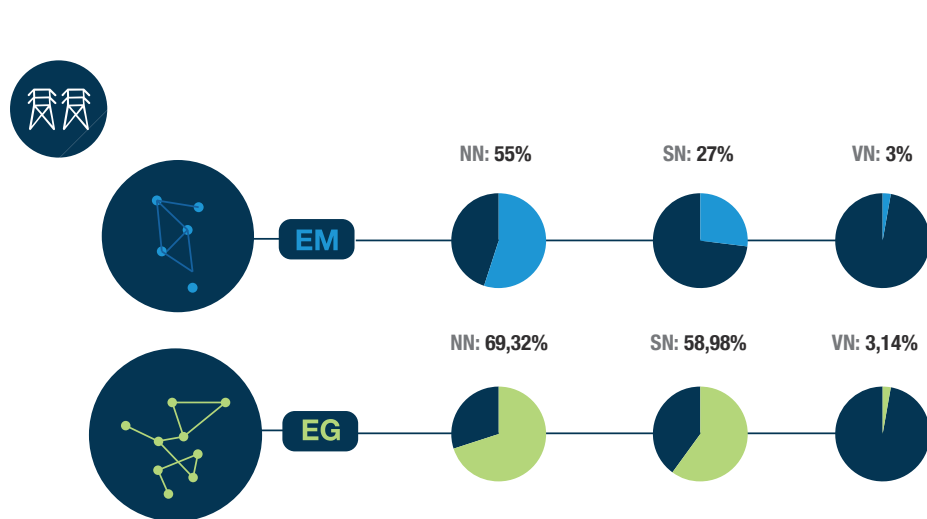 NN: 55% SN: 27% VN: 3%
EM
NN: 69,32% SN: 58,98% VN: 3,14%
EG